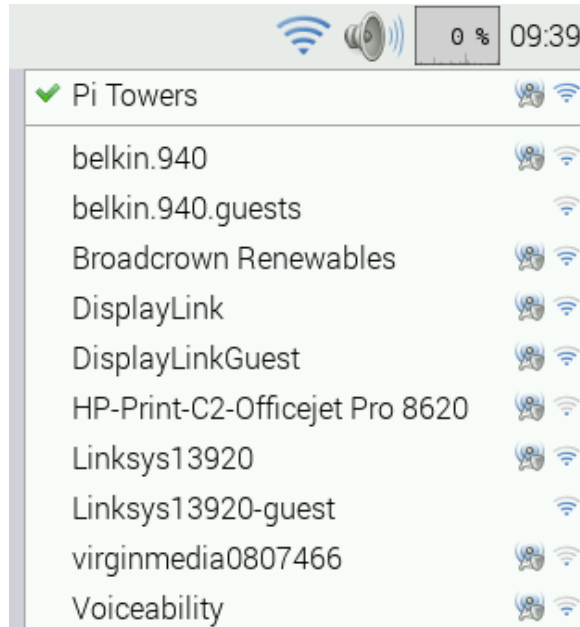 0 % 09:39
Pi Towers
belkin.940
belkin.940.guests
Broadcrown Renewables
DisplayLink
DisplayLinkGuest
HP-Print-C2-Officejet Pro 8620
Linksys13920
Linksys13920-guest
virginmedia0807466
Voiceability